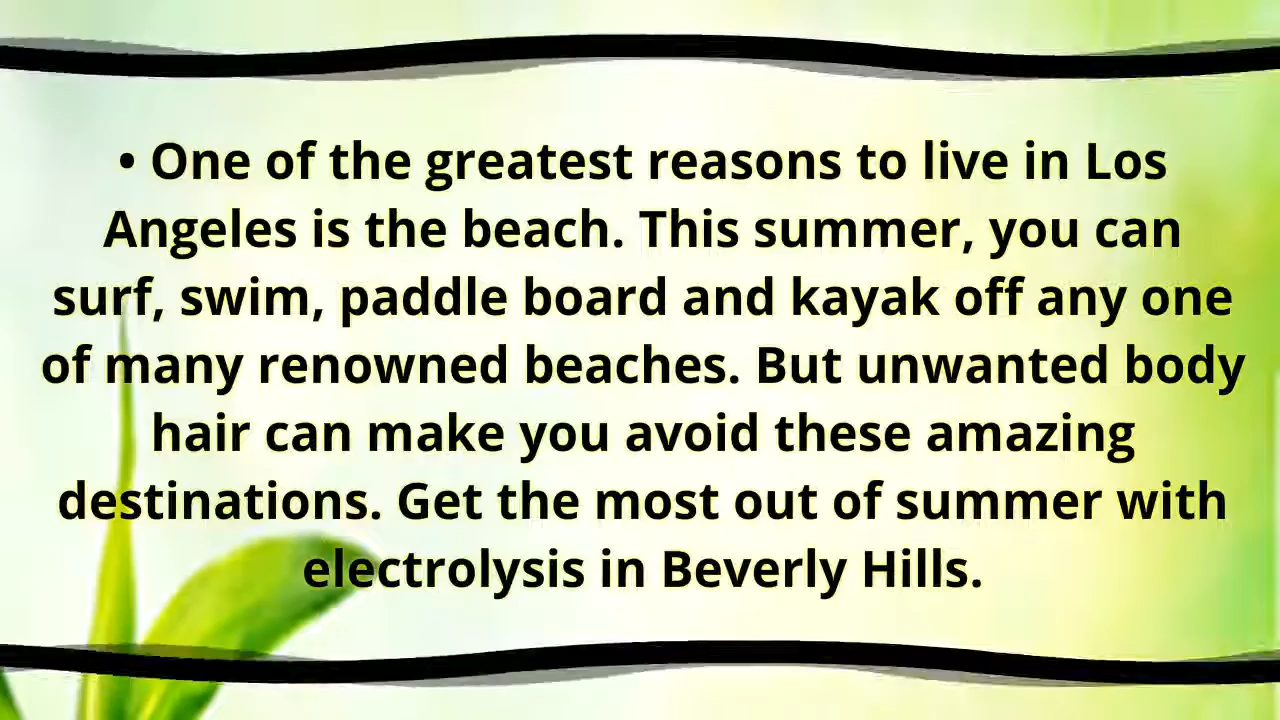 • One of the greatest reasons to live in Los
Angeles is the beach. This summer, you can
surf, swim, paddle board and kayak off any one
of many renowned beaches. But unwanted body
hair can make you avoid these amazing
destinations. Get the most out of summer with
electrolysis in Beverly Hills.